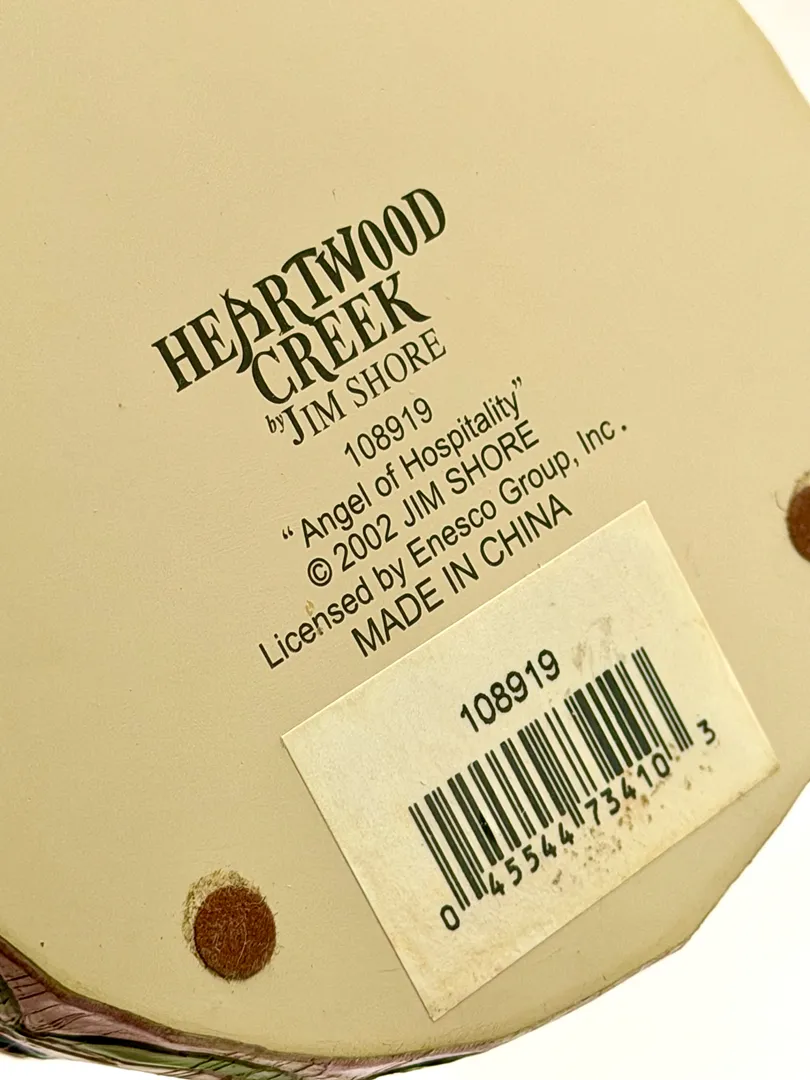 HEARTWOOD
CREEK
by JIM SHORE
108919
“Angel of Hospitality”
© 2002 JIM SHORE
Licensed by Enesco Group, Inc.
MADE IN CHINA
108919
0 45544 73410 3